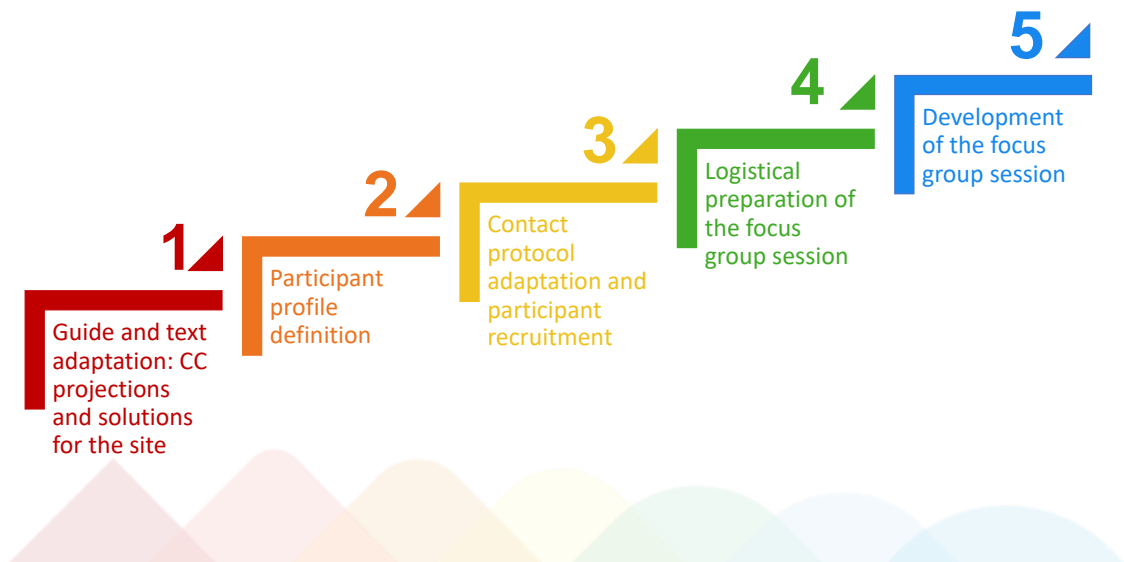 1
Guide and text
adaptation: CC
projections
and solutions
for the site
2
Participant
profile
definition
3
Contact
protocol
adaptation and
participant
recruitment
4
Logistical
preparation of
the focus
group session
5
Development
of the focus
group session